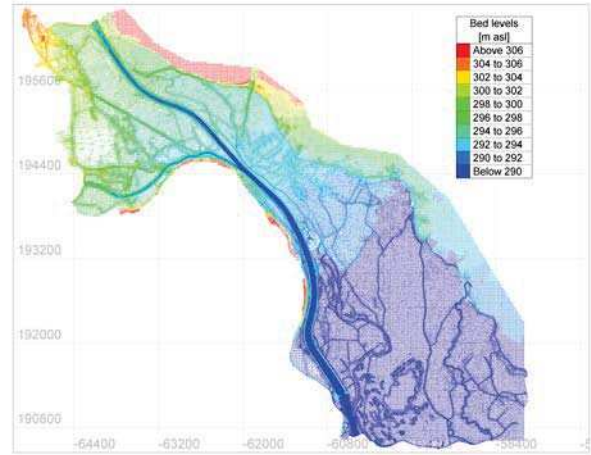 Bed levels
[m asl]
Above 306
304 to 306
302 to 304
300 to 302
298 to 300
296 to 298
294 to 296
292 to 294
290 to 292
Below 290
195600
194400
193200
192000
190800
-64400
-63200
-62000
-60800
-58400